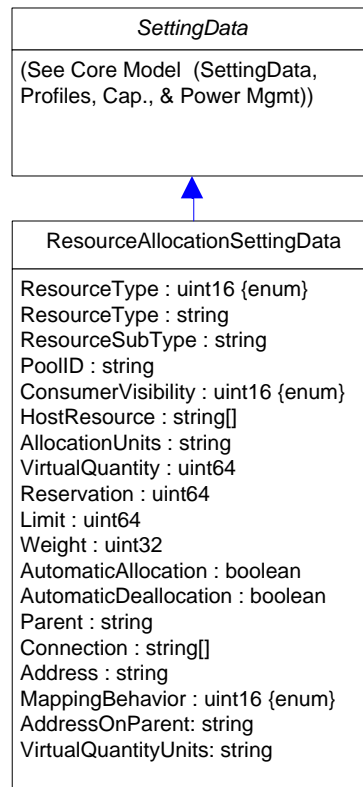 SettingData
(See Core Model (SettingData,
Profiles, Cap., & Power Mgmt))
ResourceAllocationSettingData
ResourceType : uint16 {enum}
ResourceType : string
ResourceSubType : string
PoolID : string
ConsumerVisibility : uint16 {enum}
HostResource : string[]
AllocationUnits : string
VirtualQuantity : uint64
Reservation : uint64
Limit : uint64
Weight : uint32
AutomaticAllocation : boolean
AutomaticDeallocation : boolean
Parent : string
Connection : string[]
Address : string
MappingBehavior : uint16 {enum}
AddressOnParent: string
VirtualQuantityUnits: string